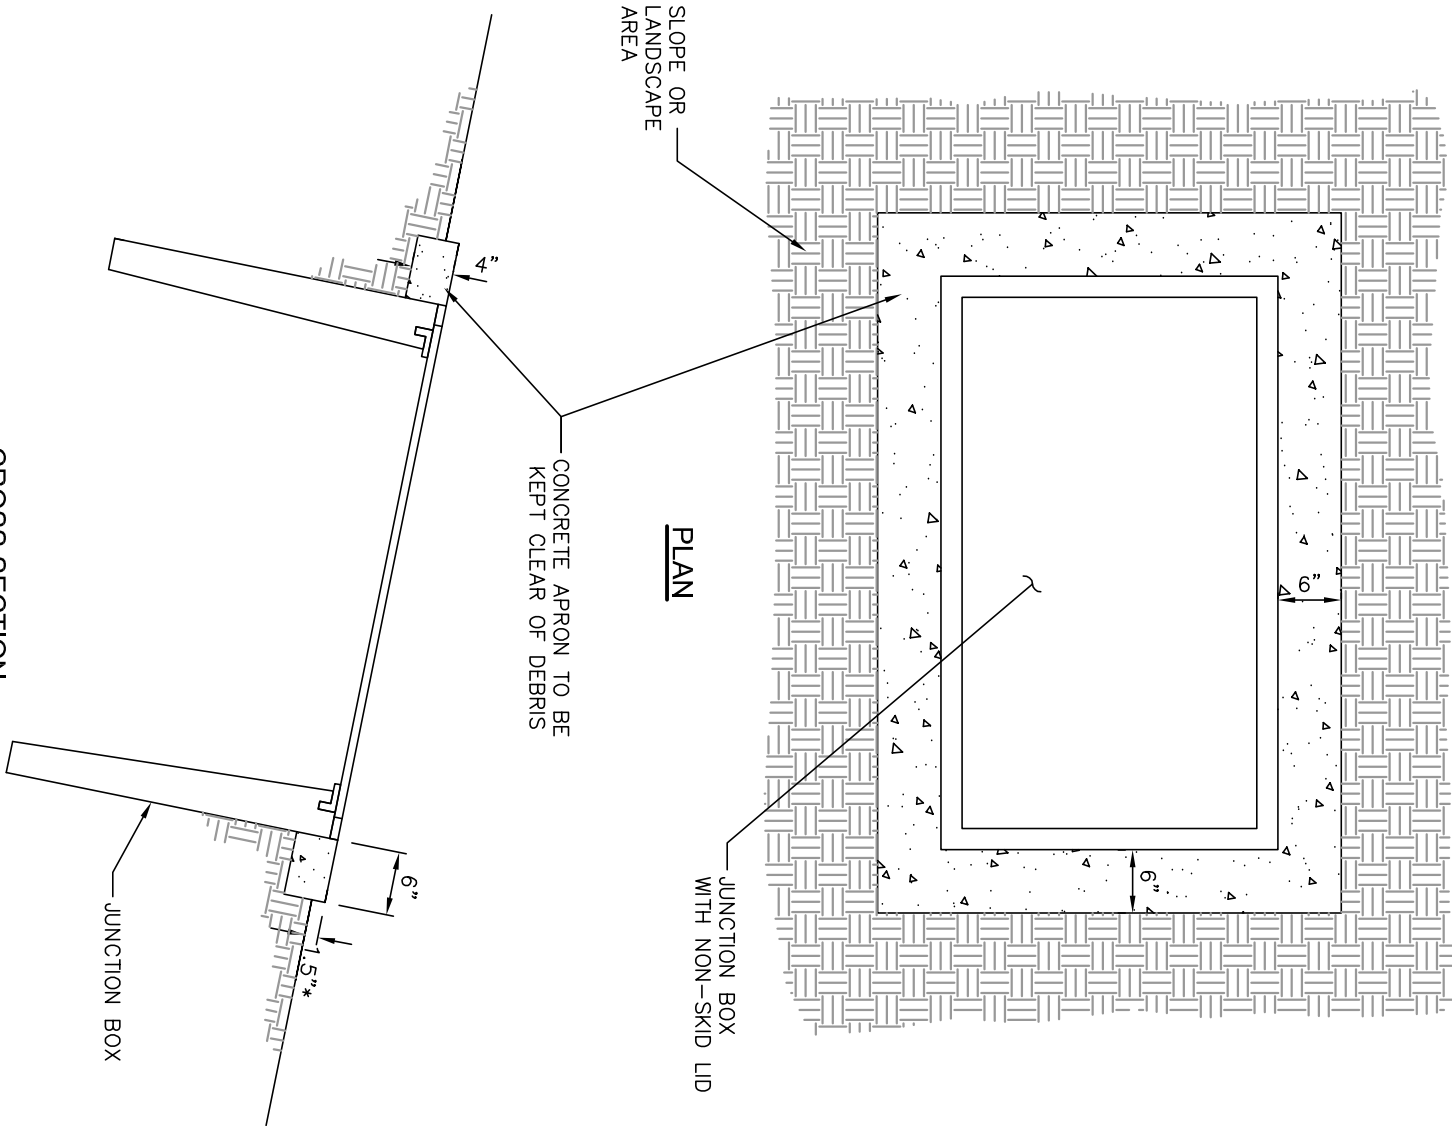 6"
6"
SLOPE OR
LANDSCAPE
AREA
JUNCTION BOX
WITH NON-SKID LID
PLAN
CONCRETE APRON TO BE
KEPT CLEAR OF DEBRIS
4"
6"
1.5"*
JUNCTION BOX
CROSS SECTION